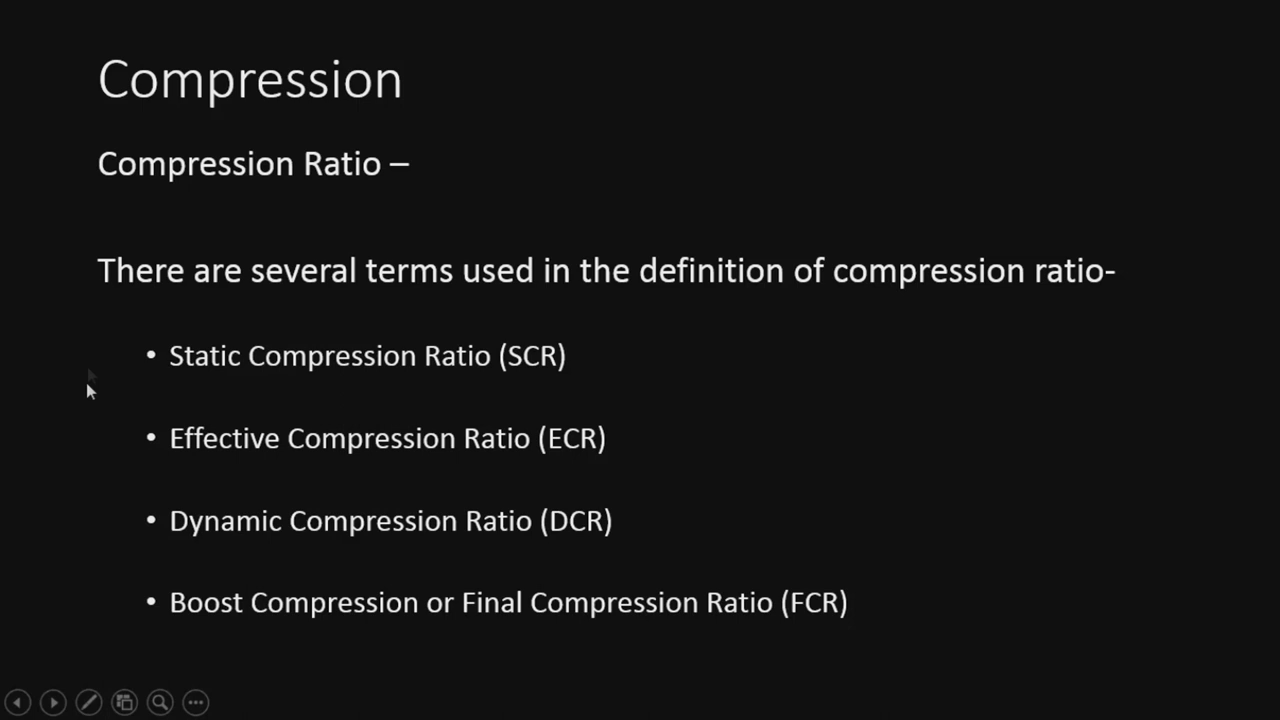 Compression
Compression Ratio –
There are several terms used in the definition of compression ratio-
• Static Compression Ratio (SCR)
• Effective Compression Ratio (ECR)
• Dynamic Compression Ratio (DCR)
• Boost Compression or Final Compression Ratio (FCR)